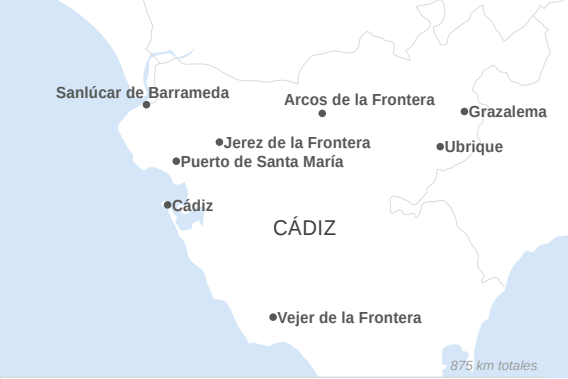 Sanlúcar de Barrameda
Arcos de la Frontera
Grazalema
Jerez de la Frontera
Ubrique
Puerto de Santa María
Cádiz
CÁDIZ
Vejer de la Frontera
875 km totales